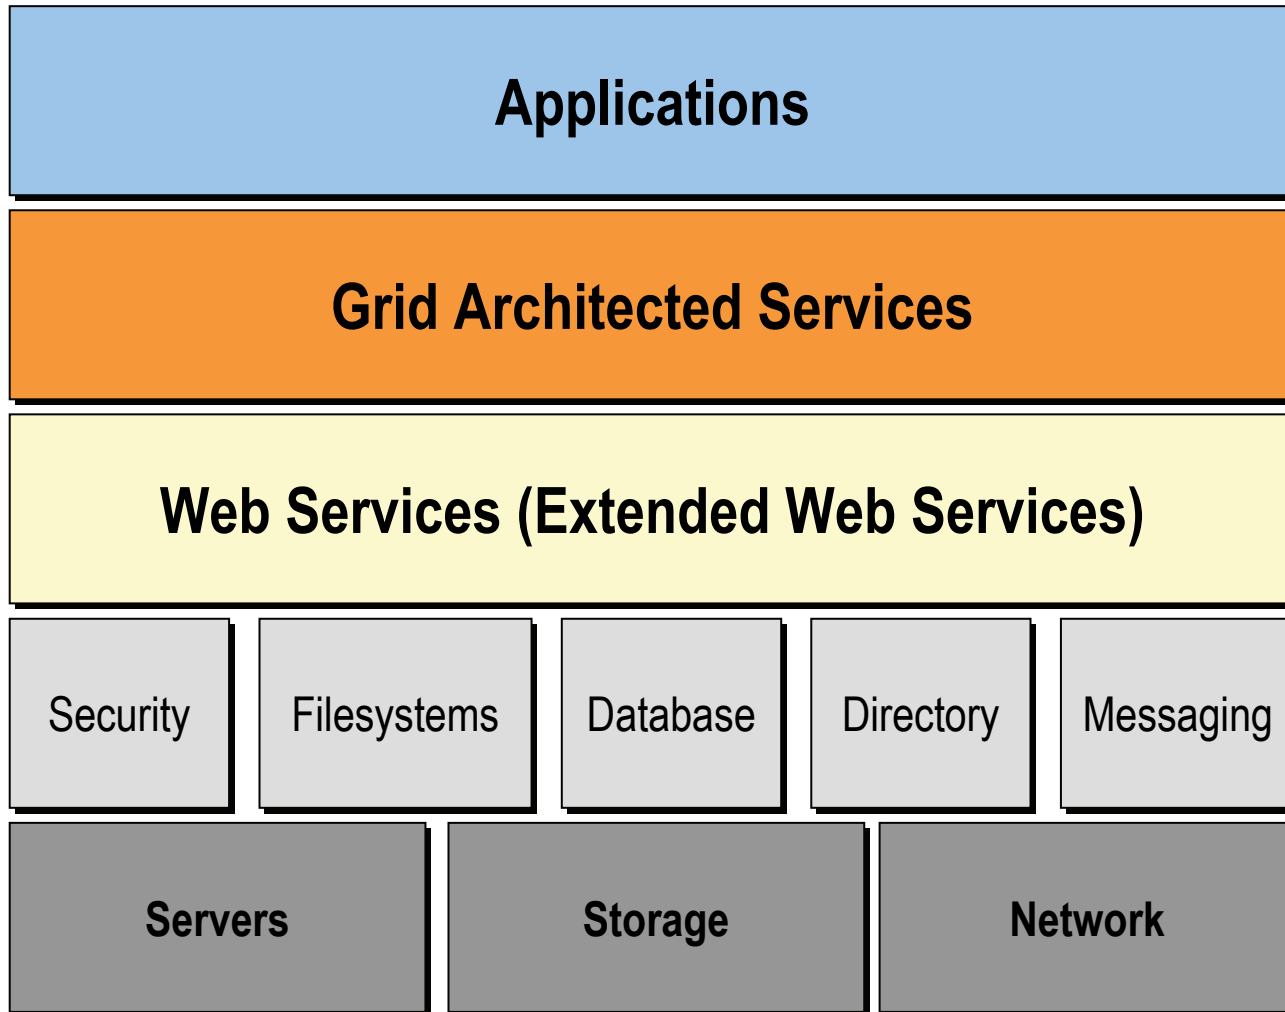 Applications
Grid Architected Services
Web Services (Extended Web Services)
Security Filesystems Database Directory Messaging
Servers Storage Network